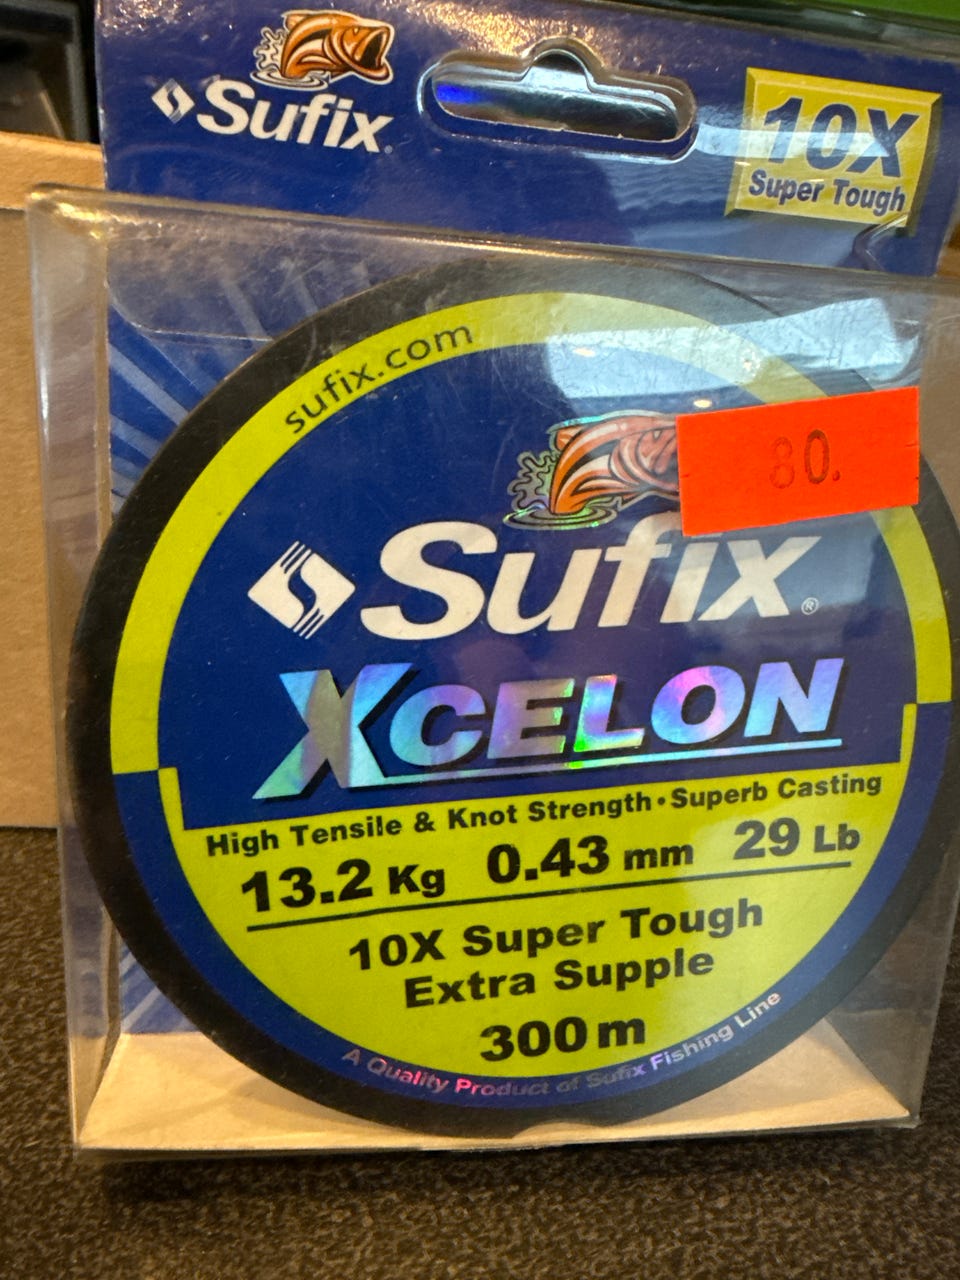 Sufix
10X
Super Tough
sufix.com
80.
Sufix®
XCELON
High Tensile & Knot Strength • Superb Casting
13.2 Kg 0.43 mm 29 Lb
10X Super Tough
Extra Supple
300 m
A Quality Product of Sufix Fishing Line